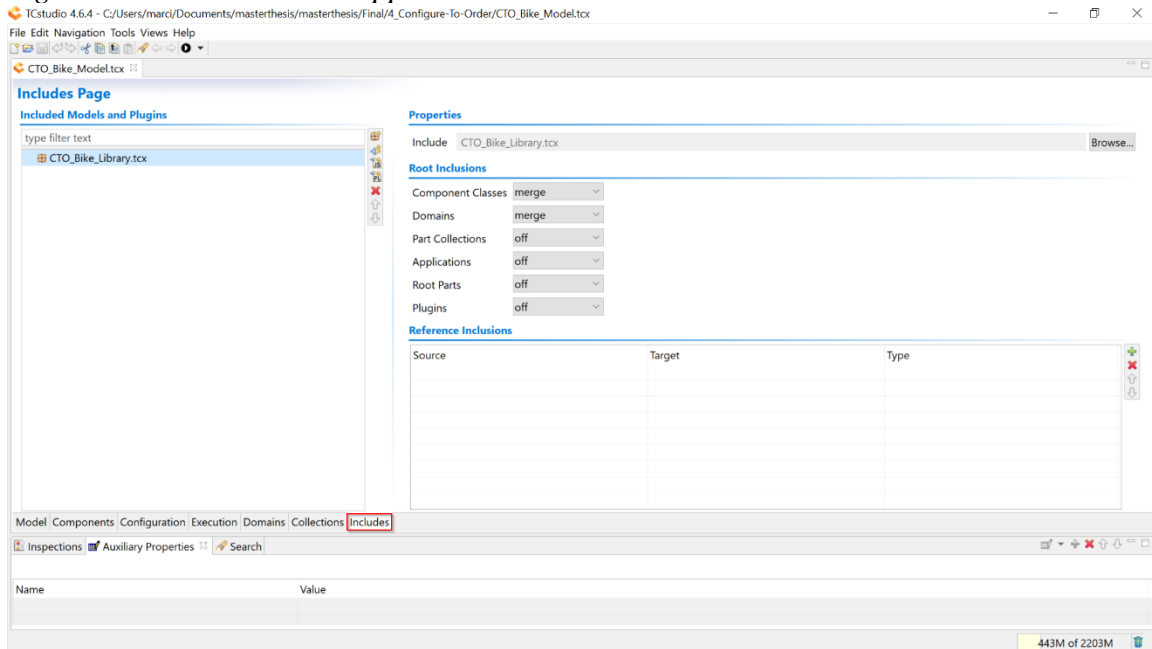 TCstudio 4.6.4 - C:/Users/marci/Documents/masterthesis/masterthesis/Final/4_Configure-To-Order/CTO_Bike_Model.tcx
File Edit Navigation Tools Views Help
CTO_Bike_Model.tcx
Includes Page
Included Models and Plugins
type filter text
CTO_Bike_Library.tcx
Properties
Include CTO_Bike_Library.tcx Browse...
Root Inclusions
Component Classes merge
Domains merge
Part Collections off
Applications off
Root Parts off
Plugins off
Reference Inclusions
Source Target Type
Model Components Configuration Execution Domains Collections Includes
Inspections Auxiliary Properties Search
Name Value
443M of 2203M